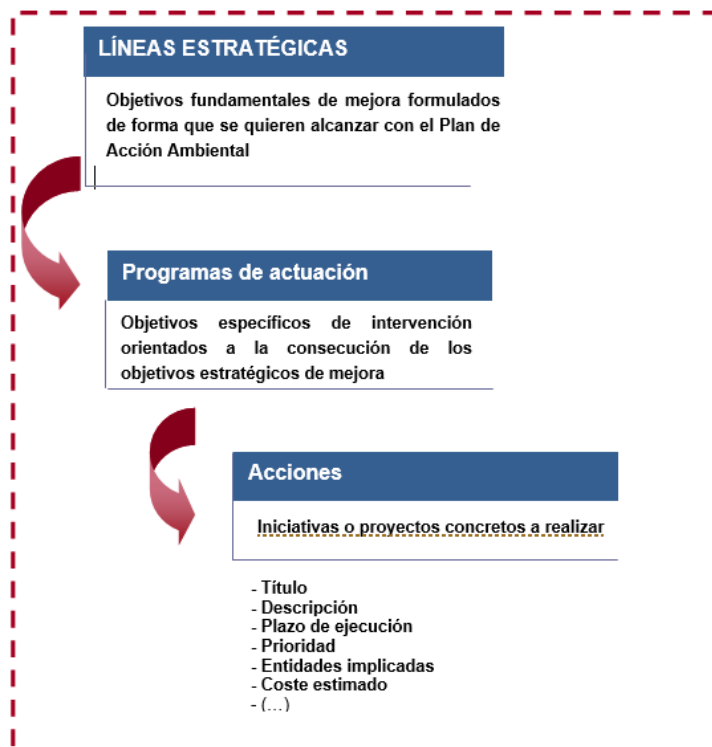 LÍNEAS ESTRATÉGICAS
Objetivos fundamentales de mejora formulados
de forma que se quieren alcanzar con el Plan de
Acción Ambiental
Programas de actuación
Objetivos específicos de intervención
orientados a la consecución de los
objetivos estratégicos de mejora
Acciones
Iniciativas o proyectos concretos a realizar
- Título
- Descripción
- Plazo de ejecución
- Prioridad
- Entidades implicadas
- Coste estimado
- (...)